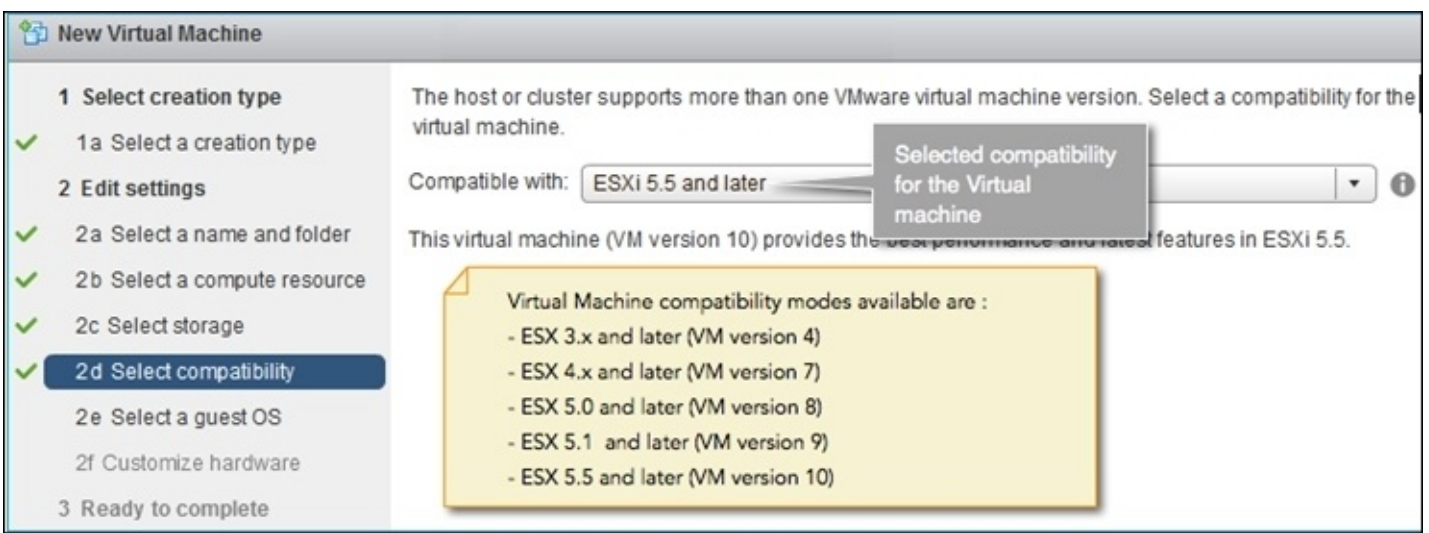 New Virtual Machine
1 Select creation type
1a Select a creation type
2 Edit settings
2a Select a name and folder
2b Select a compute resource
2c Select storage
2d Select compatibility
2e Select a guest OS
2f Customize hardware
3 Ready to complete
The host or cluster supports more than one VMware virtual machine version. Select a compatibility for the
virtual machine.
Compatible with: ESXi 5.5 and later
Selected compatibility
for the Virtual
machine
This virtual machine (VM version 10) provides the best performance and latest features in ESXi 5.5.
Virtual Machine compatibility modes available are :
- ESX 3.x and later (VM version 4)
- ESX 4.x and later (VM version 7)
- ESX 5.0 and later (VM version 8)
- ESX 5.1 and later (VM version 9)
- ESX 5.5 and later (VM version 10)